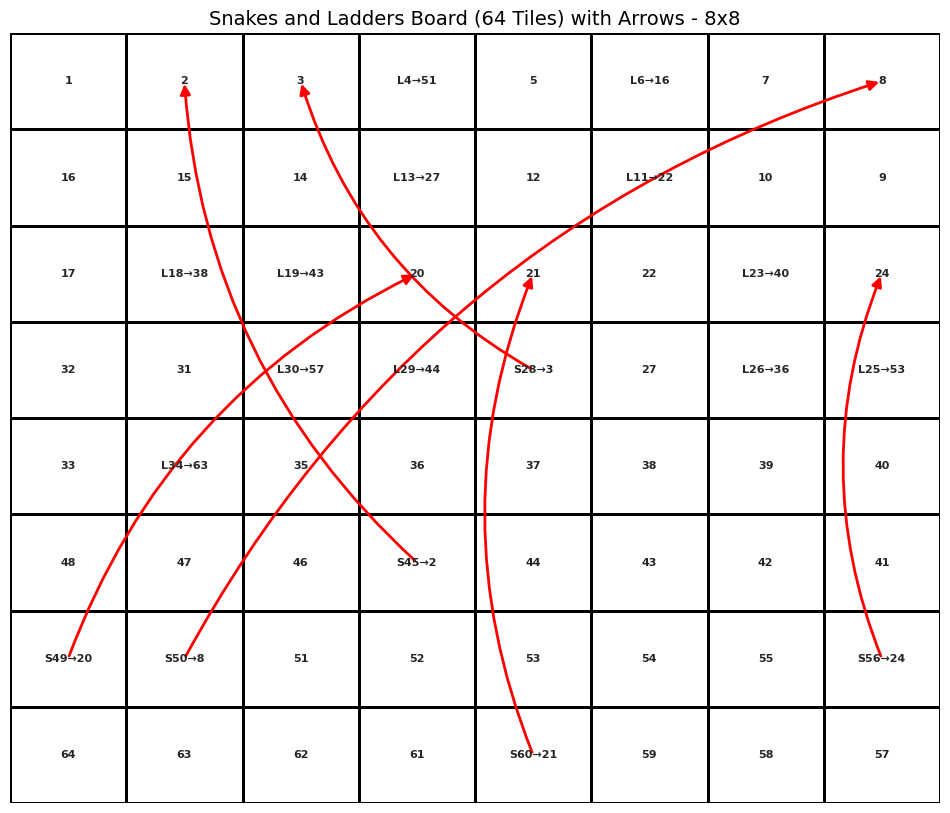 Snakes and Ladders Board (64 Tiles) with Arrows - 8x8
1 2 3 L4→51 5 L6→16 7 8
16 15 14 L13→27 12 L11→22 10 9
17 L18→38 L19→43 20 21 22 L23→40 24
32 31 L30→57 L29→44 S28→3 27 L26→36 L25→53
33 L34→63 35 36 37 38 39 40
48 47 46 S45→2 44 43 42 41
S49→20 S50→8 51 52 53 54 55 S56→24
64 63 62 61 S60→21 59 58 57